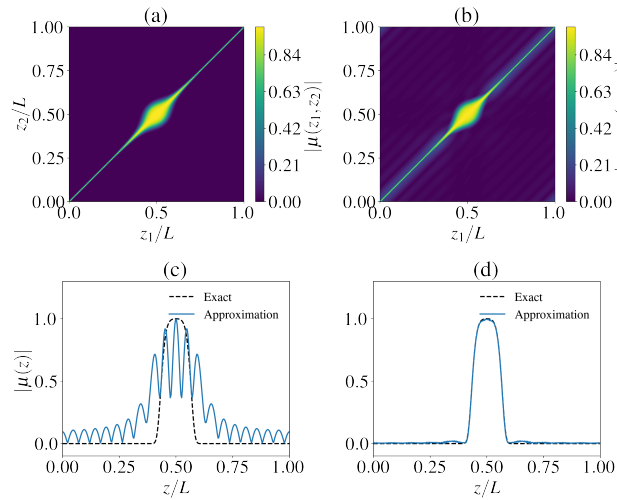 (a)
(b)
1.00
0.75
0.50
0.25
0.00
z₂/L
0.0
0.5
1.0
z₁/L
0.84
0.63
0.42
0.21
0.00
|μ(z₁, z₂)|
1.00
0.75
0.50
0.25
0.00
0.0
0.5
1.0
z₁/L
0.84
0.63
0.42
0.21
0.00
(c)
(d)
1.0
0.5
0.0
|μ(z)|
Exact
Approximation
0.00
0.25
0.50
0.75
1.00
z/L
1.0
0.5
0.0
Exact
Approximation
0.00
0.25
0.50
0.75
1.00
z/L